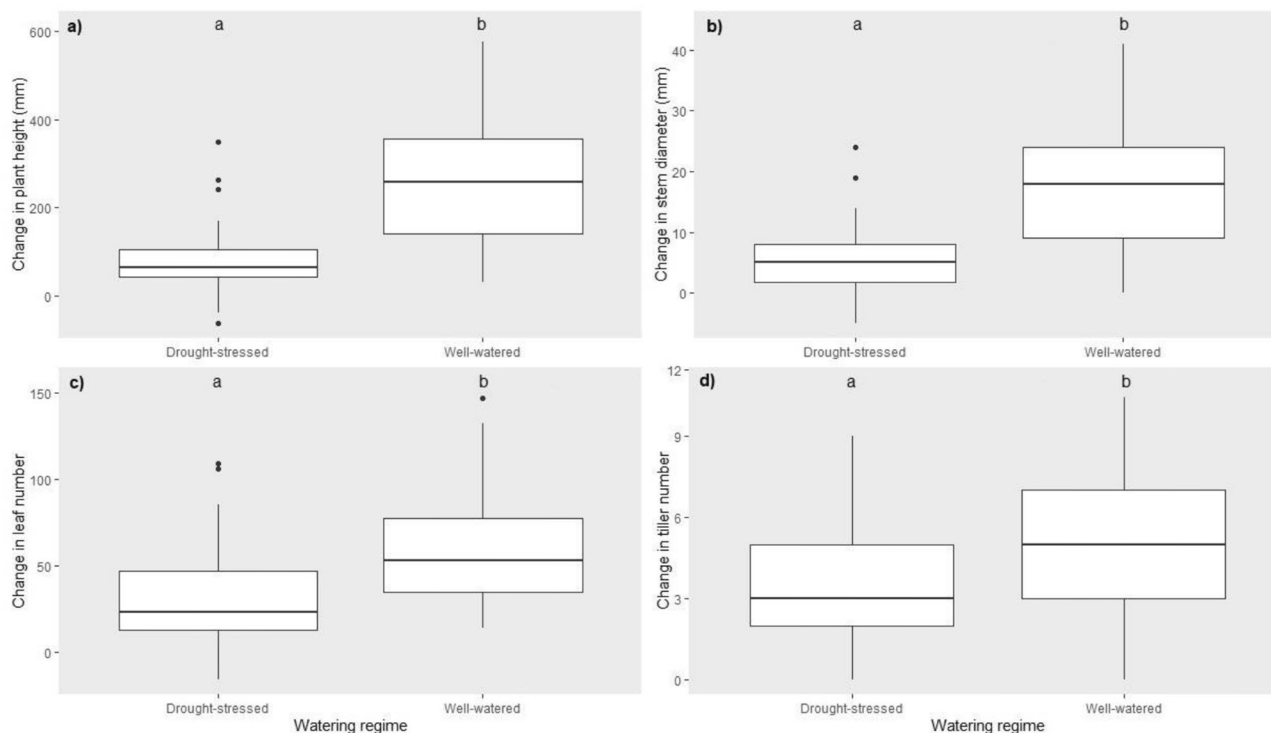 a)
a
b
Change in plant height (mm)
600
400
200
0
Drought-stressed
Well-watered
b)
a
b
Change in stem diameter (mm)
40
30
20
10
0
Drought-stressed
Well-watered
c)
a
b
Change in leaf number
150
100
50
0
Drought-stressed
Well-watered
Watering regime
d)
a
b
Change in tiller number
12
9
6
3
0
Drought-stressed
Well-watered
Watering regime